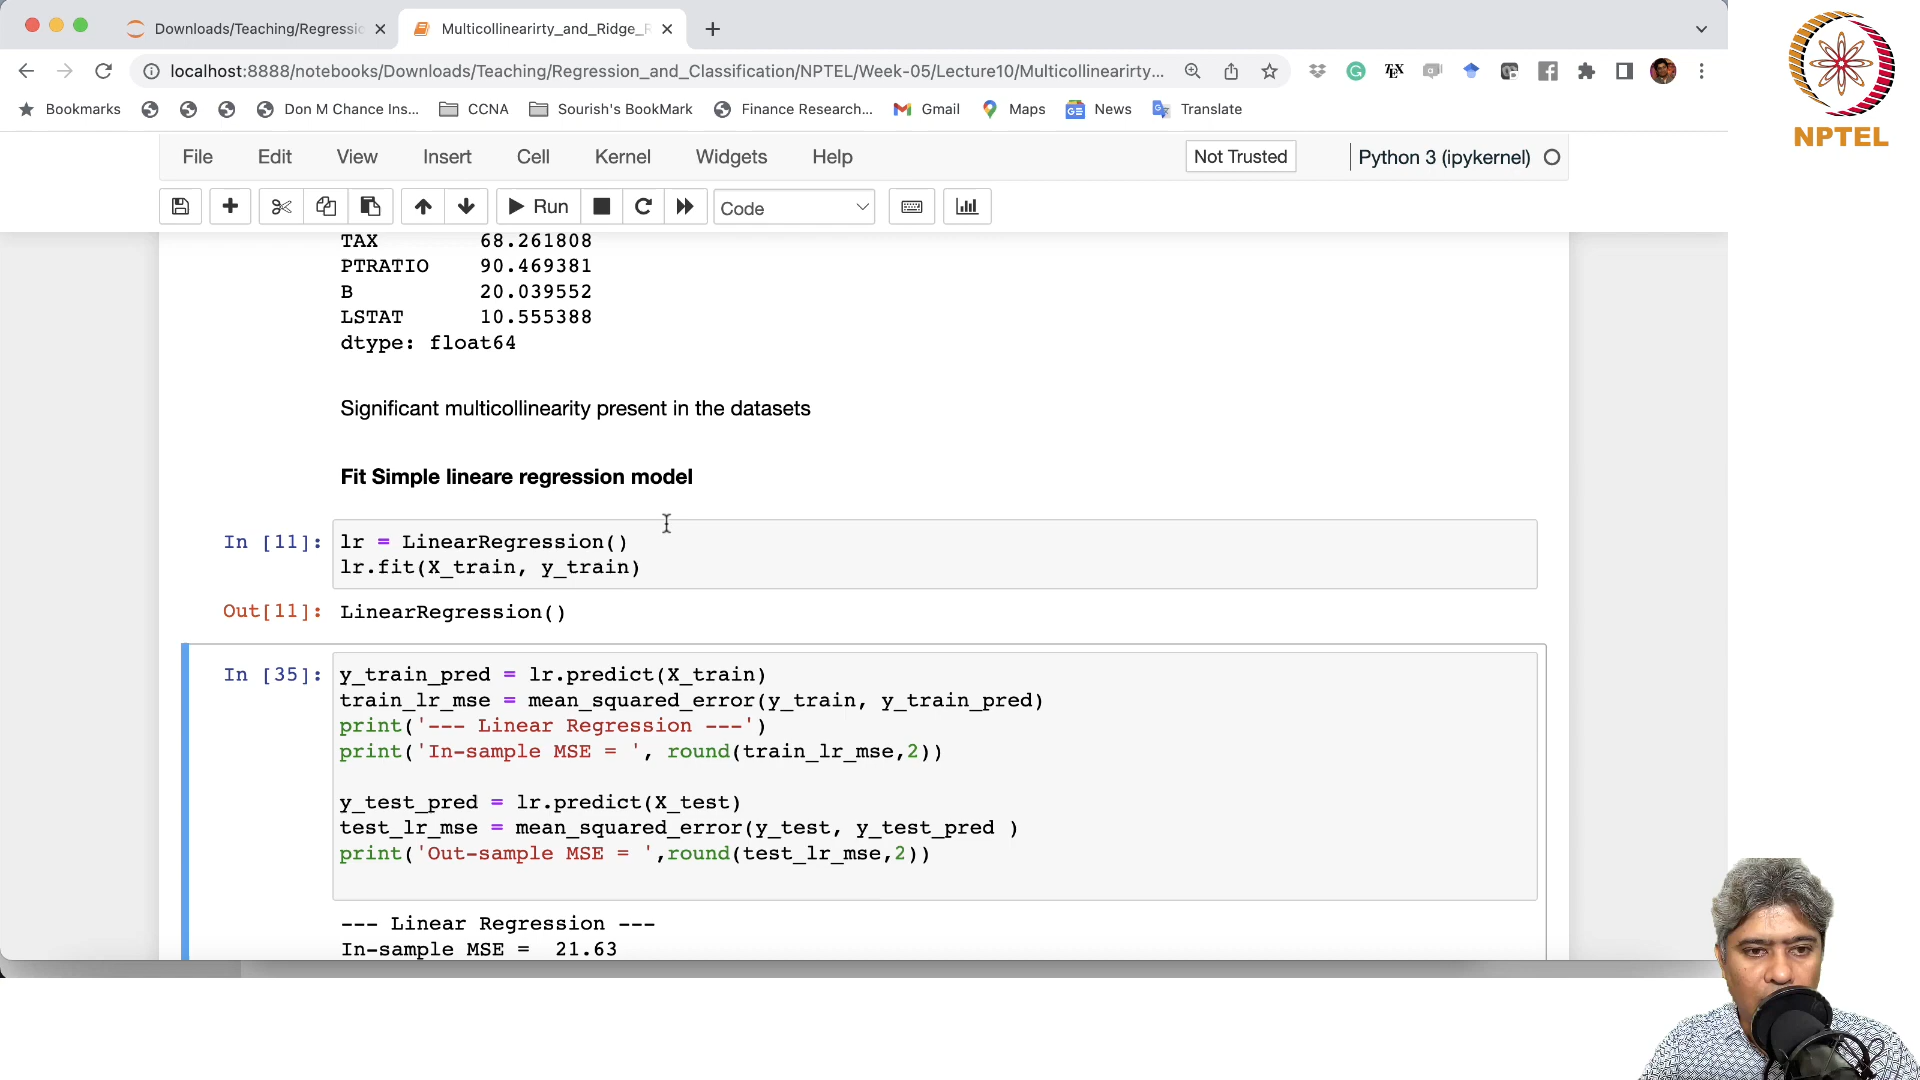 Downloads/Teaching/Regressic
Multicollinearirty_and_Ridge_R
localhost:8888/notebooks/Downloads/Teaching/Regression_and_Classification/NPTEL/Week-05/Lecture10/Multicollinearirty...
Bookmarks
Don M Chance Ins...
CCNA
Sourish's BookMark
Finance Research...
Gmail
Maps
News
Translate
NPTEL
File Edit View Insert Cell Kernel Widgets Help
Not Trusted
Python 3 (ipykernel)
Run
Code
TAX 68.261808
PTRATIO 90.469381
B 20.039552
LSTAT 10.555388
dtype: float64
Significant multicollinearity present in the datasets
Fit Simple lineare regression model
In [11]: lr = LinearRegression()
lr.fit(X_train, y_train)
Out[11]: LinearRegression()
In [35]: y_train_pred = lr.predict(X_train)
train_lr_mse = mean_squared_error(y_train, y_train_pred)
print('--- Linear Regression ---')
print('In-sample MSE = ', round(train_lr_mse,2))
y_test_pred = lr.predict(X_test)
test_lr_mse = mean_squared_error(y_test, y_test_pred )
print('Out-sample MSE = ',round(test_lr_mse,2))
--- Linear Regression ---
In-sample MSE = 21.63